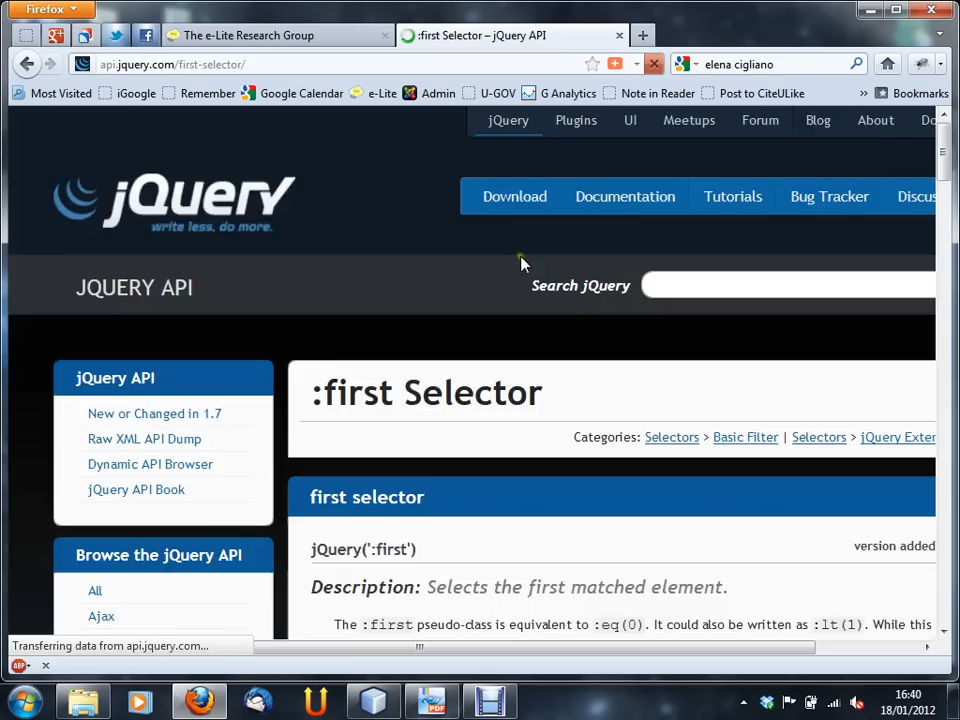 Firefox
The e-Lite Research Group
:first Selector – jQuery API
api.jquery.com/first-selector/
elena cigliano
Most Visited
iGoogle
Remember
Google Calendar
e-Lite
Admin
U-GOV
G Analytics
Note in Reader
Post to CiteULike
Bookmarks
jQuery
Plugins
UI
Meetups
Forum
Blog
About
Do
jQuery
write less, do more.
Download
Documentation
Tutorials
Bug Tracker
Discus
JQUERY API
Search jQuery
jQuery API
New or Changed in 1.7
Raw XML API Dump
Dynamic API Browser
jQuery API Book
Browse the jQuery API
All
Ajax
:first Selector
Categories: Selectors > Basic Filter | Selectors > jQuery Exter
first selector
jQuery(':first')
version added
Description: Selects the first matched element.
The :first pseudo-class is equivalent to :eq(0). It could also be written as :lt(1). While this
Transferring data from api.jquery.com...
ABP
PDF
16:40
18/01/2012